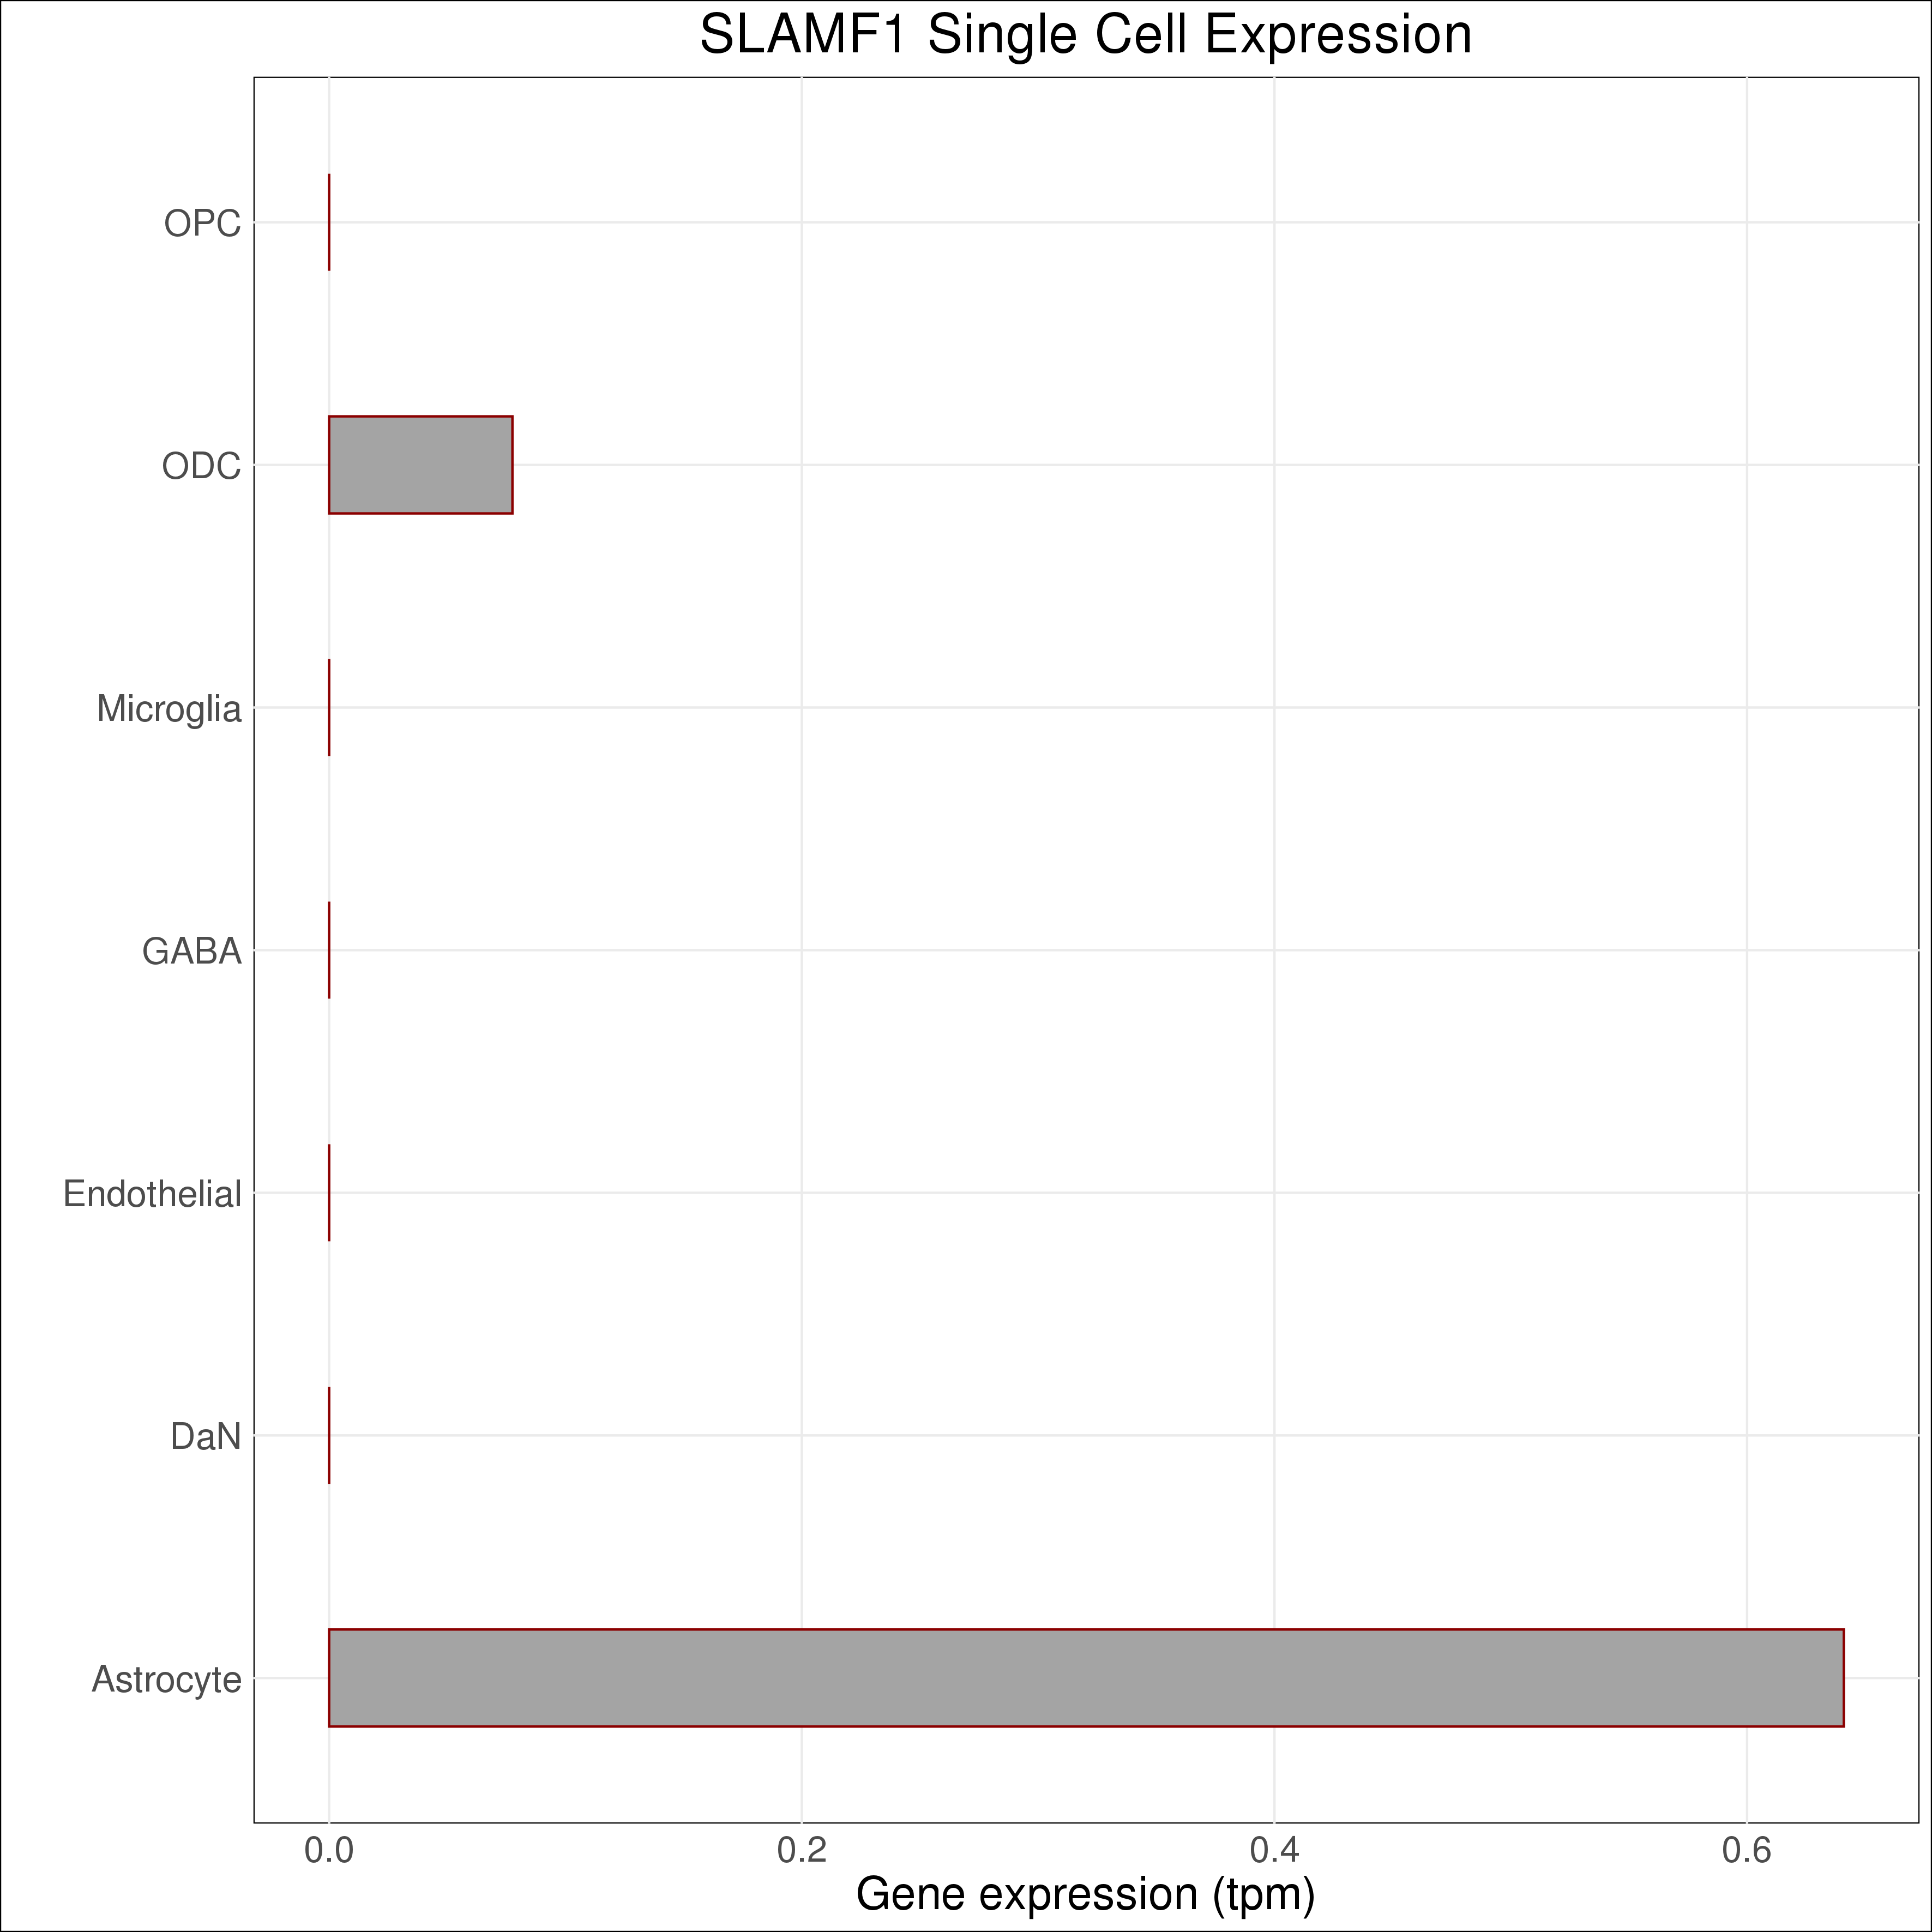 SLAMF1 Single Cell Expression
OPC
ODC
Microglia
GABA
Endothelial
DaN
Astrocyte
0.0 0.2 0.4 0.6
Gene expression (tpm)